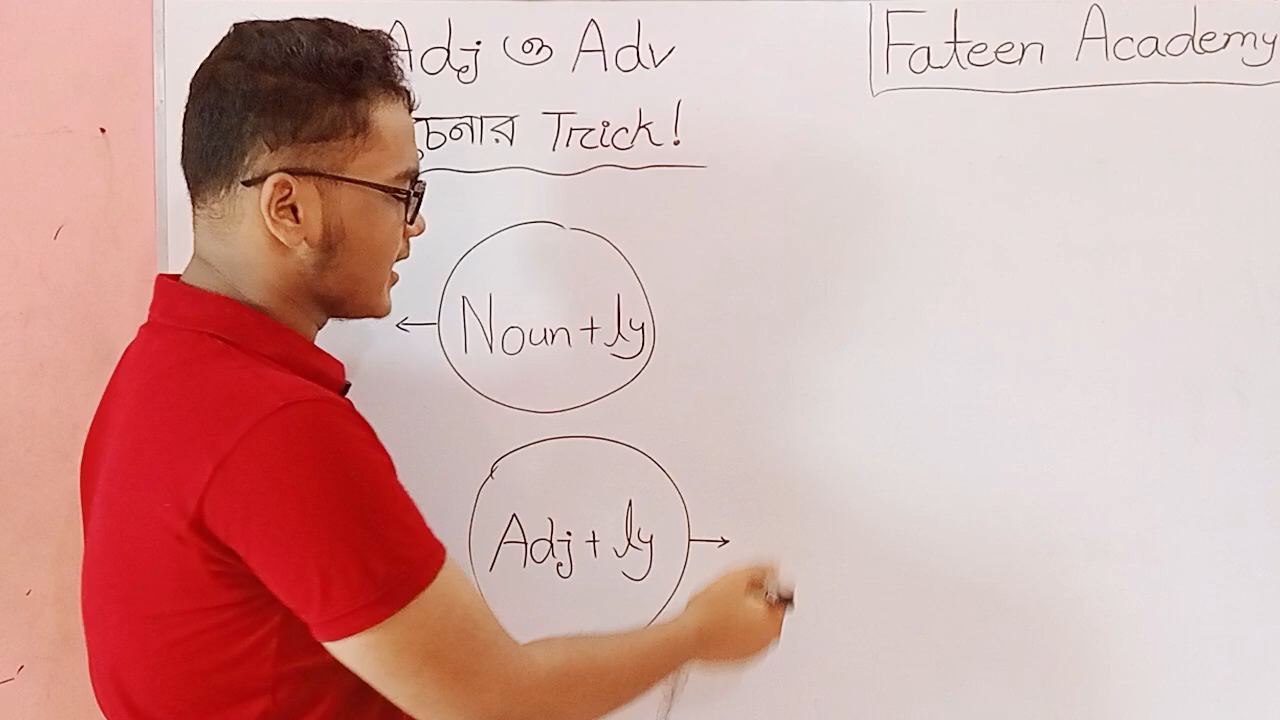 Adj ও Adv
চেনার Trick!
Fateen Academy
Noun + ly
Adj + ly